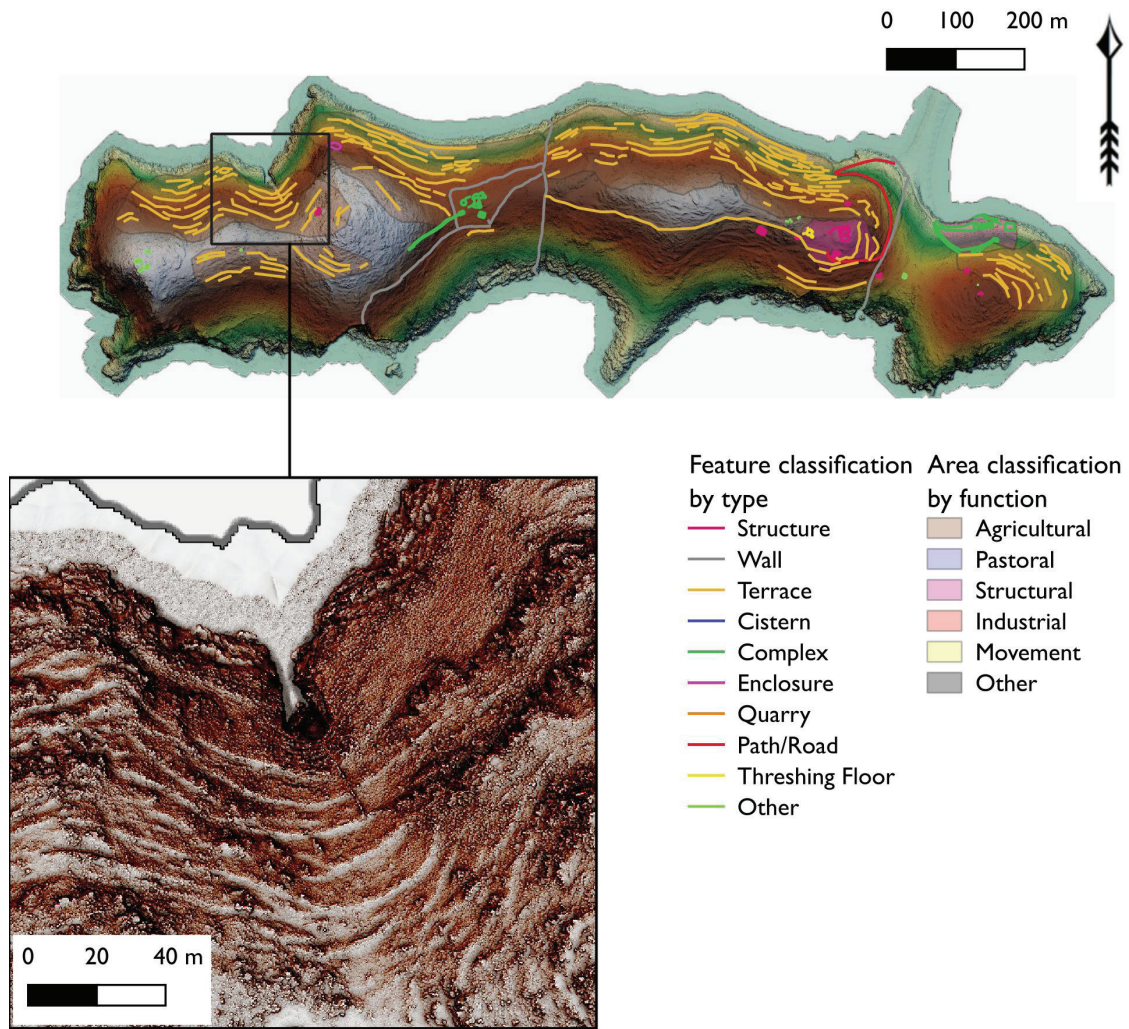 0 100 200 m
Feature classification
by type
Structure
Wall
Terrace
Cistern
Complex
Enclosure
Quarry
Path/Road
Threshing Floor
Other
Area classification
by function
Agricultural
Pastoral
Structural
Industrial
Movement
Other
0 20 40 m